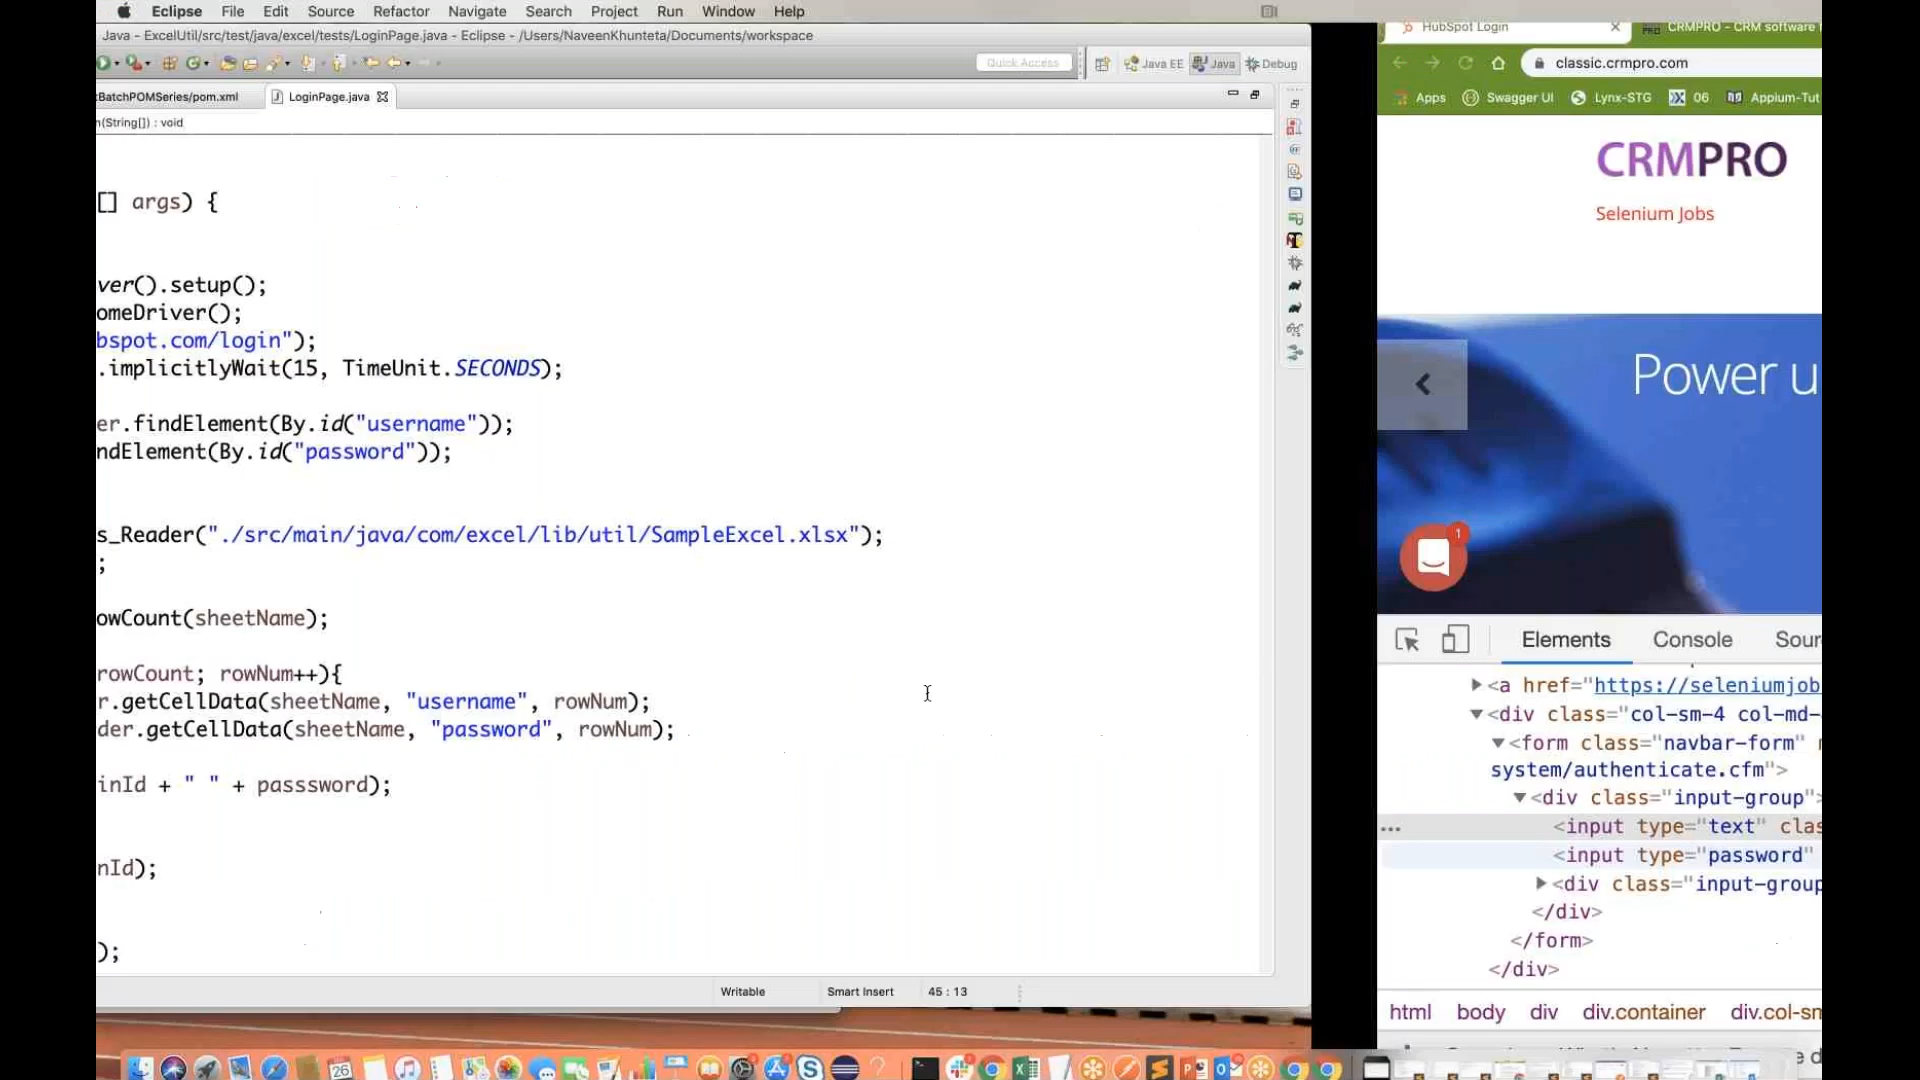 Eclipse File Edit Source Refactor Navigate Search Project Run Window Help
Java - ExcelUtil/src/test/java/excel/tests/LoginPage.java - Eclipse - /Users/NaveenKhunteta/Documents/workspace
Quick Access Java EE Java Debug
BatchPOMSeries/pom.xml LoginPage.java
n(String[]) : void
[] args) {
ver().setup();
omeDriver();
bspot.com/login");
.implicitlyWait(15, TimeUnit.SECONDS);
er.findElement(By.id("username"));
ndElement(By.id("password"));
s_Reader("./src/main/java/com/excel/lib/util/SampleExcel.xlsx");
;
owCount(sheetName);
rowCount; rowNum++){
r.getCellData(sheetName, "username", rowNum);
der.getCellData(sheetName, "password", rowNum);
inId + " " + passsword);
nId);
);
Writable Smart Insert 45 : 13
HubSpot Login CRMPRO - CRM software
classic.crmpro.com
Apps Swagger UI Lynx-STG 06 Appium-Tut
CRMPRO
Selenium Jobs
Power u
1
Elements Console Sour
<a href="https://seleniumjob
<div class="col-sm-4 col-md-
<form class="navbar-form"
system/authenticate.cfm">
<div class="input-group">
<input type="text" clas
<input type="password"
<div class="input-group
</div>
</form>
</div>
html body div div.container div.col-sm
26